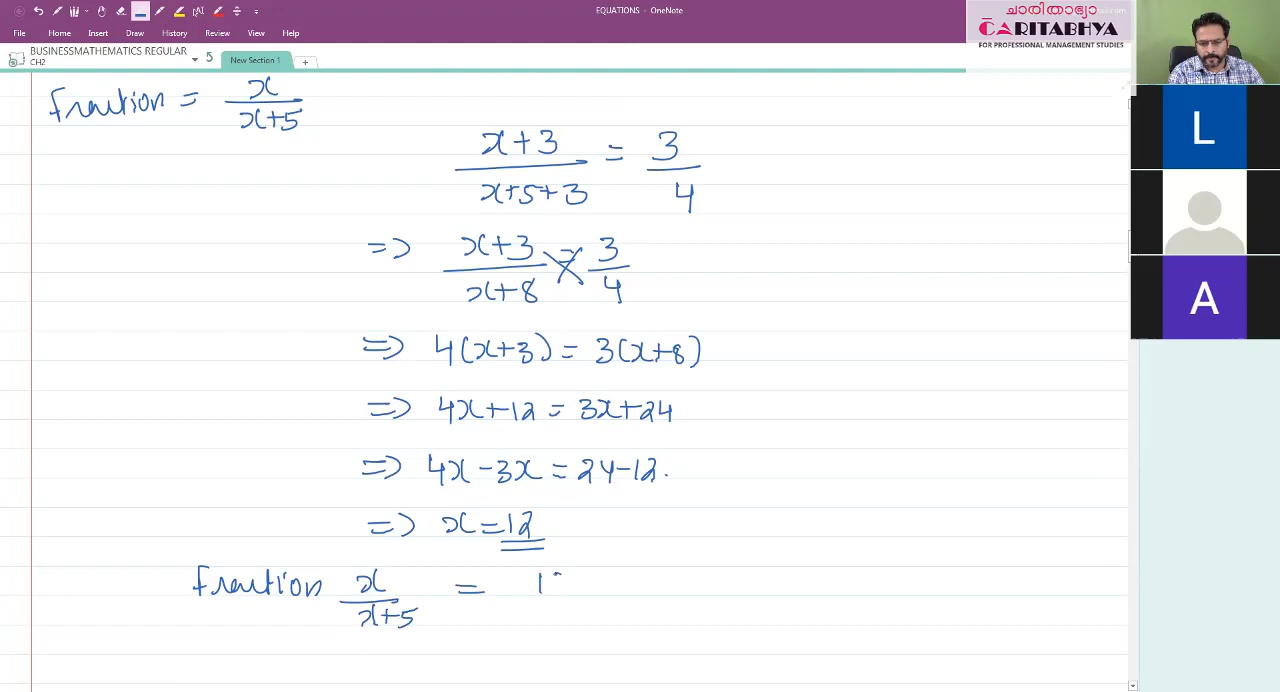 EQUATIONS - OneNote
File Home Insert Draw History Review View Help
BUSINESSMATHEMATICS REGULAR
CH2
New Section 1
+
ചാരിതാഭ്യാ
CARITABHYA
FOR PROFESSIONAL MANAGEMENT STUDIES
L
A
Fraction = x/(x+5)
(x+3)/(x+5+3) = 3/4
=> (x+3)/(x+8) = 3/4
=> 4(x+3) = 3(x+8)
=> 4x+12 = 3x+24
=> 4x-3x = 24-12.
=> x = 12
Fraction x/(x+5) = 1